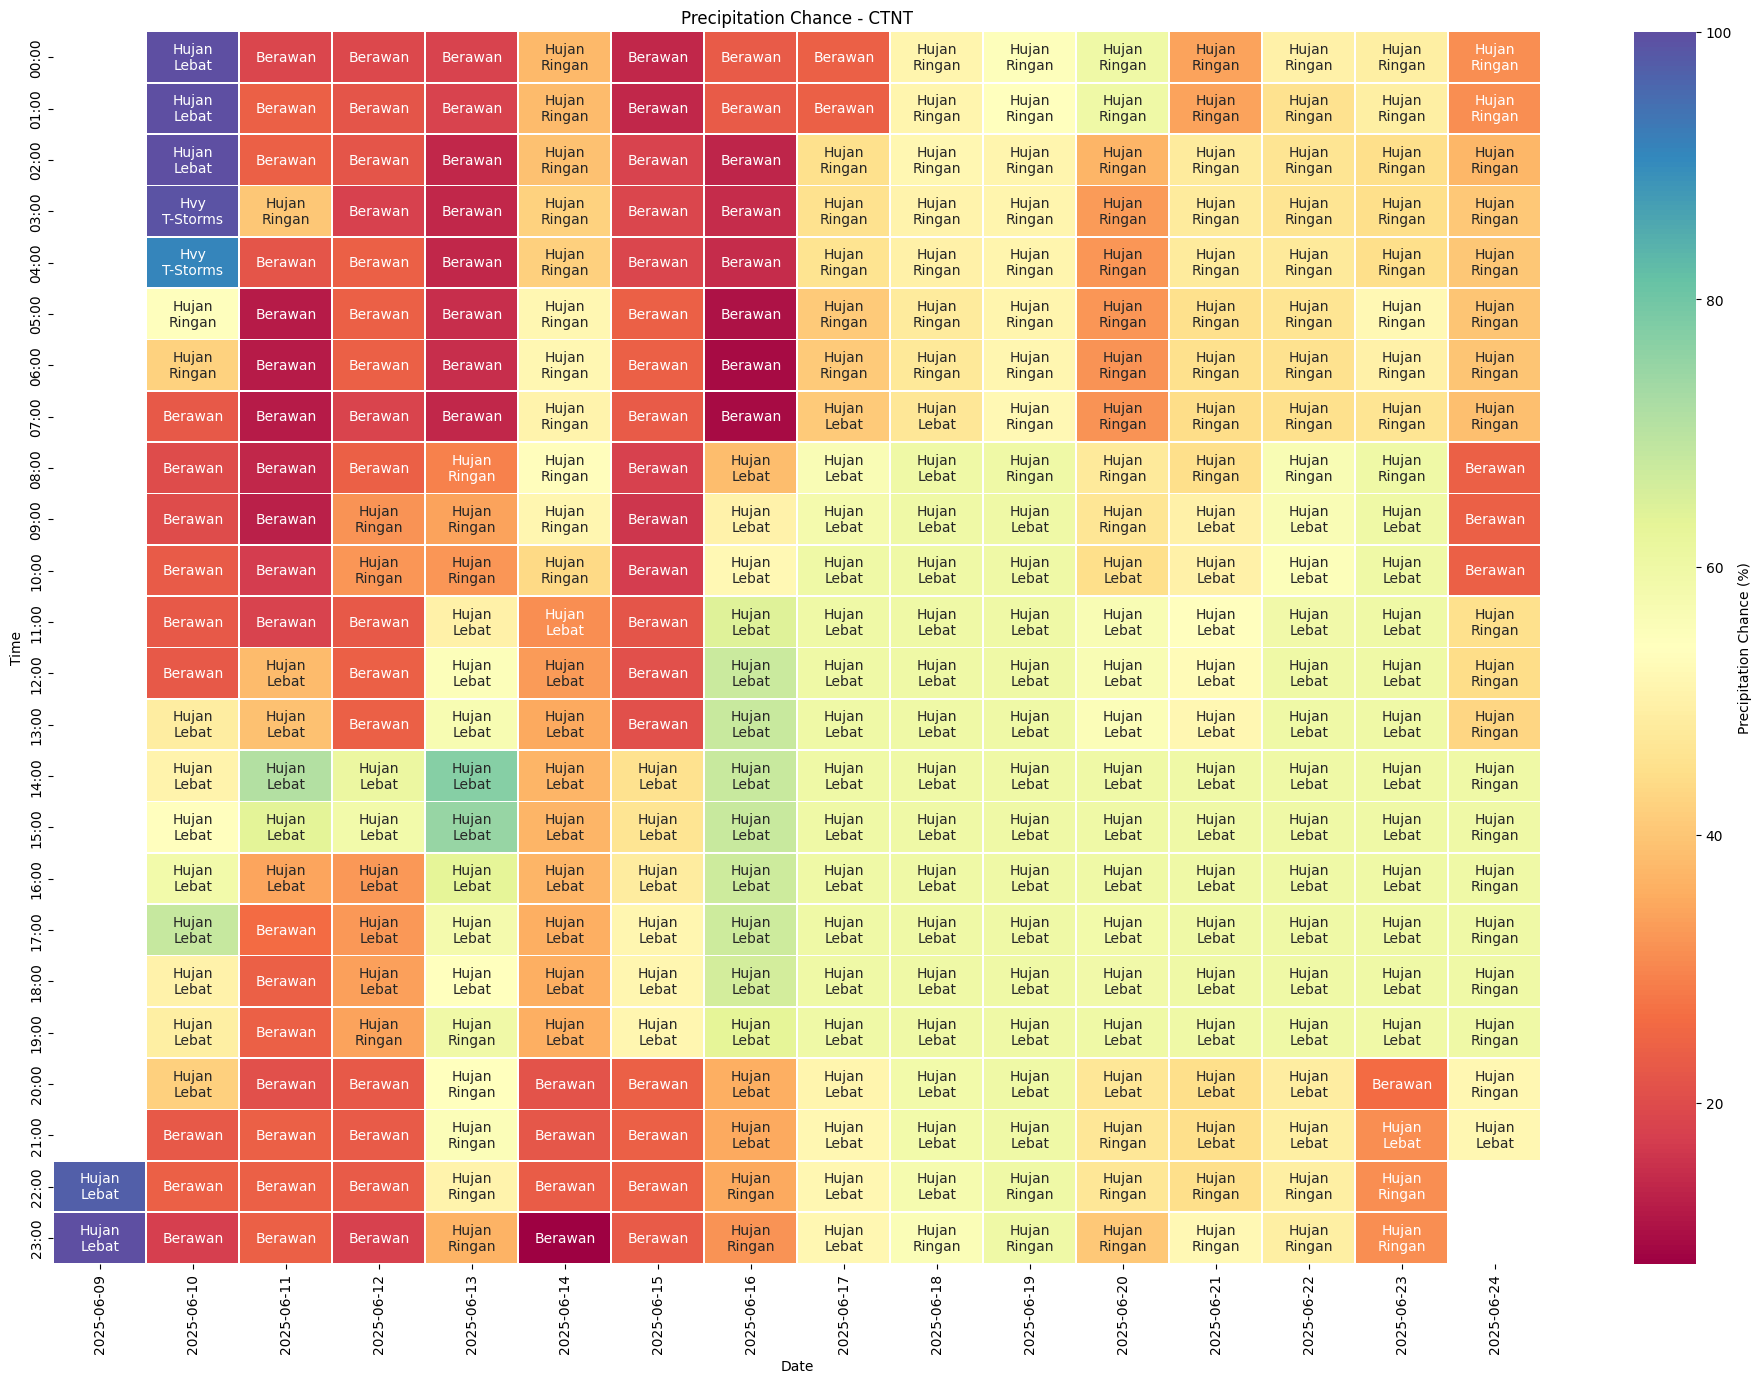 Precipitation Chance - CTNT
00:00 Hujan Lebat Berawan Berawan Berawan Hujan Ringan Berawan Berawan Berawan Hujan Ringan Hujan Ringan Hujan Ringan Hujan Ringan Hujan Ringan Hujan Ringan Hujan Ringan
01:00 Hujan Lebat Berawan Berawan Berawan Hujan Ringan Berawan Berawan Berawan Hujan Ringan Hujan Ringan Hujan Ringan Hujan Ringan Hujan Ringan Hujan Ringan Hujan Ringan
02:00 Hujan Lebat Berawan Berawan Berawan Hujan Ringan Berawan Berawan Hujan Ringan Hujan Ringan Hujan Ringan Hujan Ringan Hujan Ringan Hujan Ringan Hujan Ringan Hujan Ringan
03:00 Hvy T-Storms Hujan Ringan Berawan Berawan Hujan Ringan Berawan Berawan Hujan Ringan Hujan Ringan Hujan Ringan Hujan Ringan Hujan Ringan Hujan Ringan Hujan Ringan Hujan Ringan
04:00 Hvy T-Storms Berawan Berawan Berawan Hujan Ringan Berawan Berawan Hujan Ringan Hujan Ringan Hujan Ringan Hujan Ringan Hujan Ringan Hujan Ringan Hujan Ringan Hujan Ringan
05:00 Hujan Ringan Berawan Berawan Berawan Hujan Ringan Berawan Berawan Hujan Ringan Hujan Ringan Hujan Ringan Hujan Ringan Hujan Ringan Hujan Ringan Hujan Ringan Hujan Ringan
06:00 Hujan Ringan Berawan Berawan Berawan Hujan Ringan Berawan Berawan Hujan Ringan Hujan Ringan Hujan Ringan Hujan Ringan Hujan Ringan Hujan Ringan Hujan Ringan Hujan Ringan
07:00 Berawan Berawan Berawan Berawan Hujan Ringan Berawan Berawan Hujan Lebat Hujan Lebat Hujan Ringan Hujan Ringan Hujan Ringan Hujan Ringan Hujan Ringan Hujan Ringan
08:00 Berawan Berawan Berawan Hujan Ringan Hujan Ringan Berawan Hujan Lebat Hujan Lebat Hujan Lebat Hujan Ringan Hujan Ringan Hujan Ringan Hujan Ringan Hujan Ringan Berawan
09:00 Berawan Berawan Hujan Ringan Hujan Ringan Hujan Ringan Berawan Hujan Lebat Hujan Lebat Hujan Lebat Hujan Lebat Hujan Ringan Hujan Lebat Hujan Lebat Hujan Lebat Berawan
10:00 Berawan Berawan Hujan Ringan Hujan Ringan Hujan Ringan Berawan Hujan Lebat Hujan Lebat Hujan Lebat Hujan Lebat Hujan Lebat Hujan Lebat Hujan Lebat Hujan Lebat Berawan
11:00 Berawan Berawan Berawan Hujan Lebat Hujan Lebat Berawan Hujan Lebat Hujan Lebat Hujan Lebat Hujan Lebat Hujan Lebat Hujan Lebat Hujan Lebat Hujan Lebat Hujan Ringan
12:00 Berawan Hujan Lebat Berawan Hujan Lebat Hujan Lebat Berawan Hujan Lebat Hujan Lebat Hujan Lebat Hujan Lebat Hujan Lebat Hujan Lebat Hujan Lebat Hujan Lebat Hujan Ringan
13:00 Hujan Lebat Hujan Lebat Berawan Hujan Lebat Hujan Lebat Berawan Hujan Lebat Hujan Lebat Hujan Lebat Hujan Lebat Hujan Lebat Hujan Lebat Hujan Lebat Hujan Lebat Hujan Ringan
14:00 Hujan Lebat Hujan Lebat Hujan Lebat Hujan Lebat Hujan Lebat Hujan Lebat Hujan Lebat Hujan Lebat Hujan Lebat Hujan Lebat Hujan Lebat Hujan Lebat Hujan Lebat Hujan Lebat Hujan Ringan
15:00 Hujan Lebat Hujan Lebat Hujan Lebat Hujan Lebat Hujan Lebat Hujan Lebat Hujan Lebat Hujan Lebat Hujan Lebat Hujan Lebat Hujan Lebat Hujan Lebat Hujan Lebat Hujan Lebat Hujan Ringan
16:00 Hujan Lebat Hujan Lebat Hujan Lebat Hujan Lebat Hujan Lebat Hujan Lebat Hujan Lebat Hujan Lebat Hujan Lebat Hujan Lebat Hujan Lebat Hujan Lebat Hujan Lebat Hujan Lebat Hujan Ringan
17:00 Hujan Lebat Berawan Hujan Lebat Hujan Lebat Hujan Lebat Hujan Lebat Hujan Lebat Hujan Lebat Hujan Lebat Hujan Lebat Hujan Lebat Hujan Lebat Hujan Lebat Hujan Lebat Hujan Ringan
18:00 Hujan Lebat Berawan Hujan Lebat Hujan Lebat Hujan Lebat Hujan Lebat Hujan Lebat Hujan Lebat Hujan Lebat Hujan Lebat Hujan Lebat Hujan Lebat Hujan Lebat Hujan Lebat Hujan Ringan
19:00 Hujan Lebat Berawan Hujan Ringan Hujan Ringan Hujan Lebat Hujan Lebat Hujan Lebat Hujan Lebat Hujan Lebat Hujan Lebat Hujan Lebat Hujan Lebat Hujan Lebat Hujan Lebat Hujan Ringan
20:00 Hujan Lebat Berawan Berawan Hujan Ringan Berawan Berawan Hujan Lebat Hujan Lebat Hujan Lebat Hujan Lebat Hujan Lebat Hujan Lebat Hujan Lebat Berawan Hujan Ringan
21:00 Berawan Berawan Berawan Hujan Ringan Berawan Berawan Hujan Lebat Hujan Lebat Hujan Lebat Hujan Lebat Hujan Ringan Hujan Lebat Hujan Lebat Hujan Lebat Hujan Lebat
22:00 Hujan Lebat Berawan Berawan Berawan Hujan Ringan Berawan Berawan Hujan Ringan Hujan Lebat Hujan Lebat Hujan Ringan Hujan Ringan Hujan Ringan Hujan Ringan Hujan Ringan
23:00 Hujan Lebat Berawan Berawan Berawan Hujan Ringan Berawan Berawan Hujan Ringan Hujan Lebat Hujan Ringan Hujan Ringan Hujan Ringan Hujan Ringan Hujan Ringan Hujan Ringan
Time
2025-06-09 2025-06-10 2025-06-11 2025-06-12 2025-06-13 2025-06-14 2025-06-15 2025-06-16 2025-06-17 2025-06-18 2025-06-19 2025-06-20 2025-06-21 2025-06-22 2025-06-23 2025-06-24
Date
100
80
60
40
20
Precipitation Chance (%)